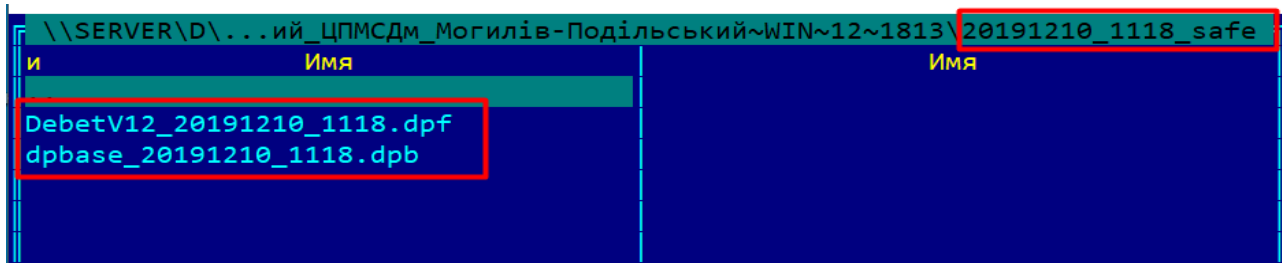 \\SERVER\D\...ий_ЦПМСДм_Могилів-Подільський~WIN~12~1813\20191210_1118_safe
и Имя Имя
..
DebetV12_20191210_1118.dpf
dpbase_20191210_1118.dpb